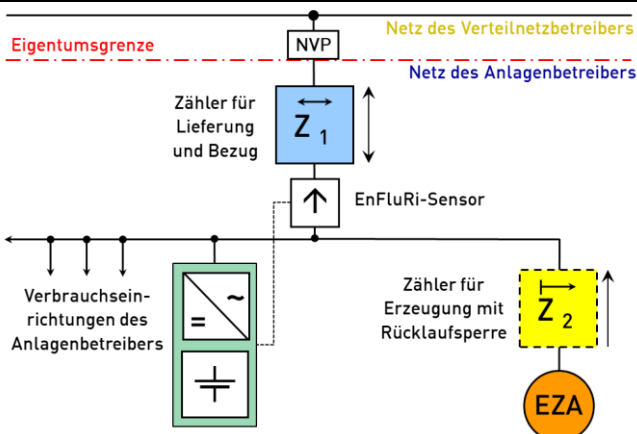 Netz des Verteilnetzbetreibers
Eigentumsgrenze
NVP
Netz des Anlagenbetreibers
Zähler für
Lieferung
und Bezug
Z 1
EnFluRi-Sensor
Verbrauchsein-
richtungen des
Anlagenbetreibers
~
=
Zähler für
Erzeugung mit
Rücklaufsperre
Z 2
EZA